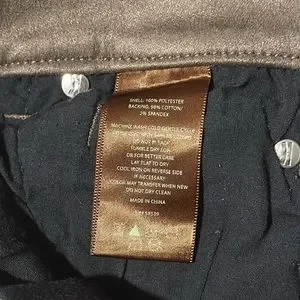 SHELL: 100% POLYESTER
BACKING: 98% COTTON/
2% SPANDEX
MACHINE WASH COLD GENTLE CYCLE
DO NOT BLEACH
TUMBLE DRY LOW
OR FOR BETTER CARE
LAY FLAT TO DRY
COOL IRON ON REVERSE SIDE
IF NECESSARY
COLOR MAY TRANSFER WHEN NEW
DO NOT DRY CLEAN
MADE IN CHINA